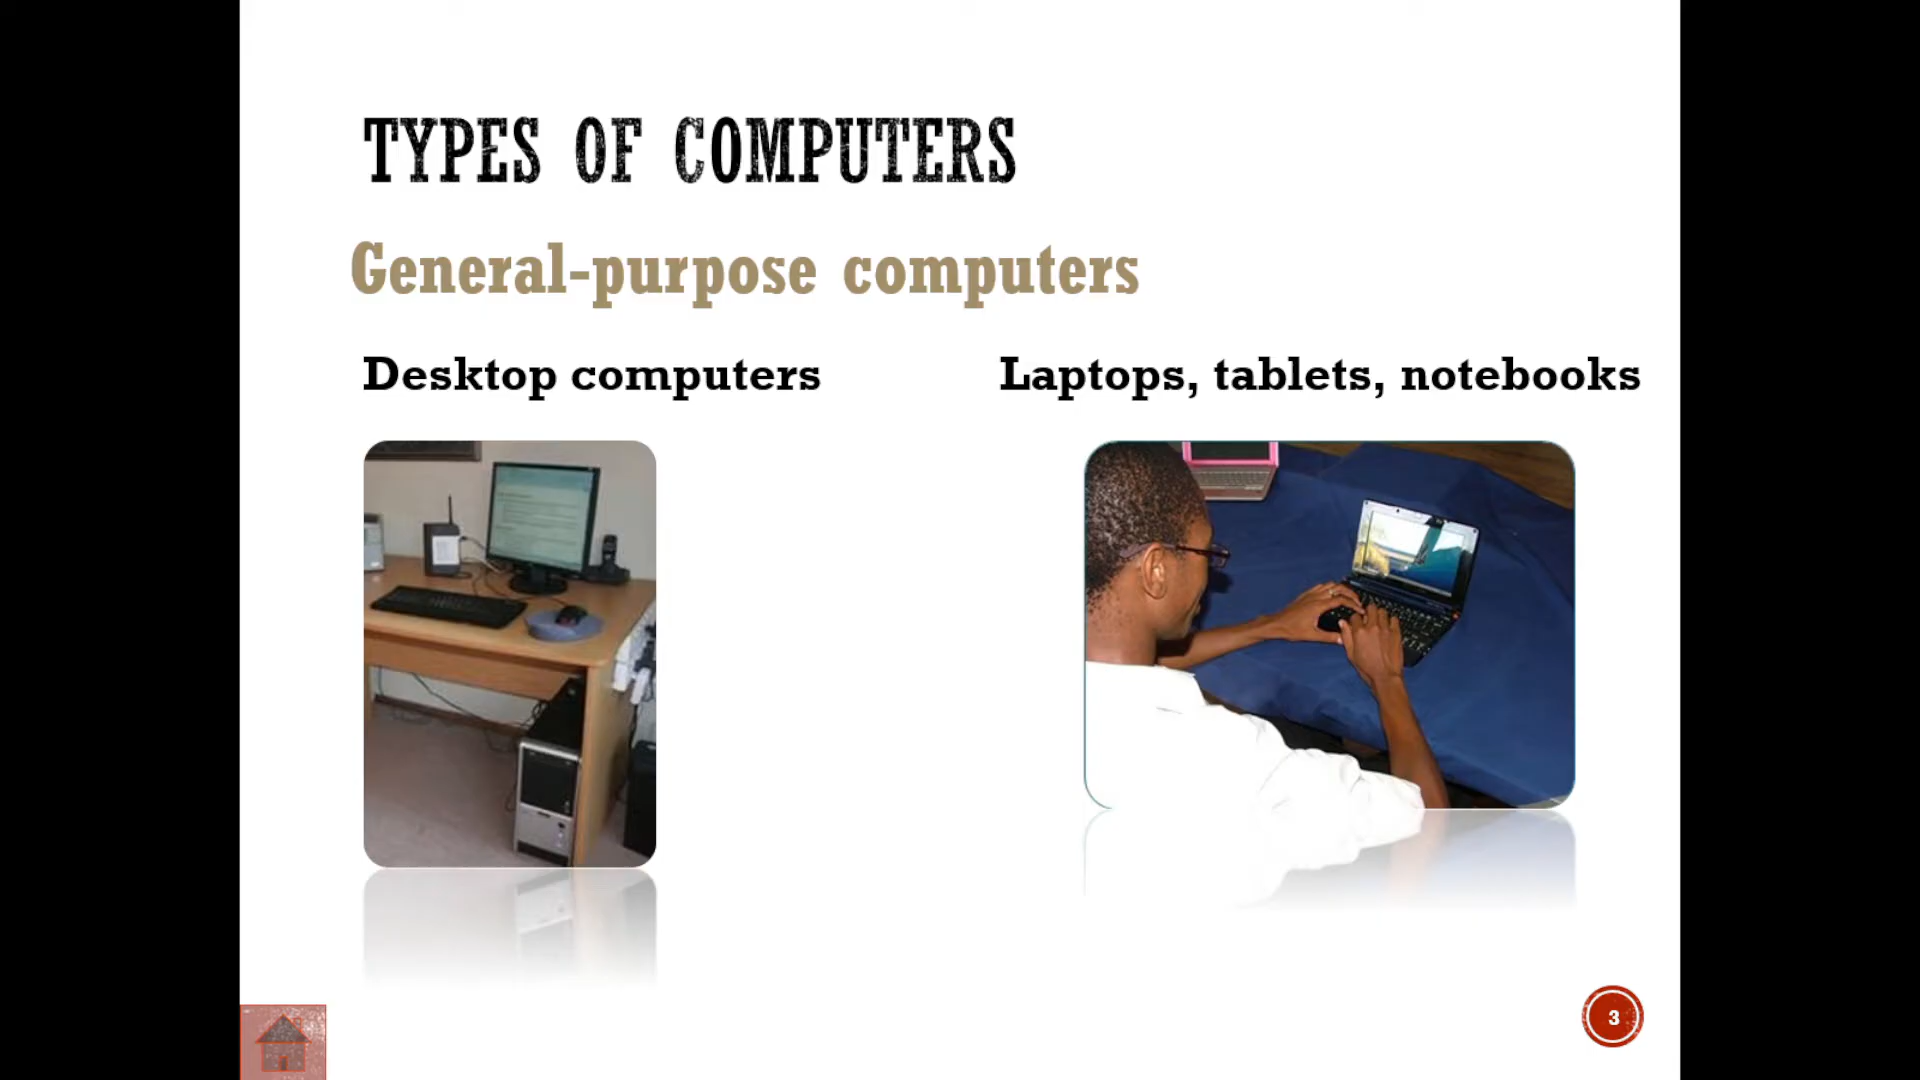 TYPES OF COMPUTERS
General-purpose computers
Desktop computers
Laptops, tablets, notebooks
3